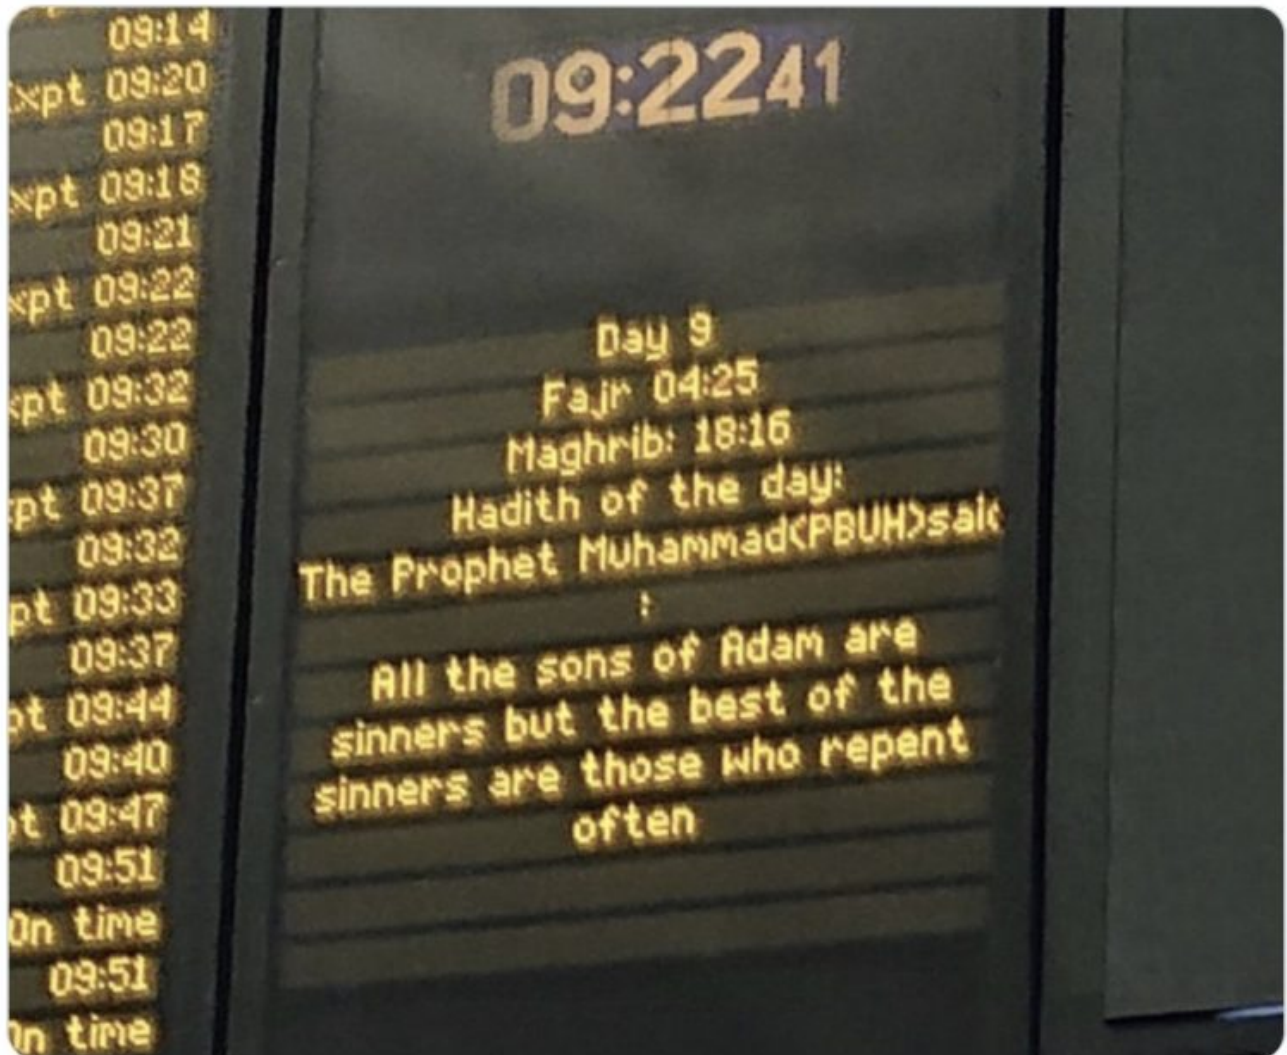 09:14
Expt 09:20
09:17
xpt 09:18
09:21
xpt 09:22
09:22
xpt 09:32
09:30
pt 09:37
09:32
pt 09:33
09:37
pt 09:44
09:40
t 09:47
09:51
On time
09:51
On time
09:22 41
Day 9
Fajr 04:25
Maghrib: 18:16
Hadith of the day:
The Prophet Muhammad(PBUH)said
:
All the sons of Adam are
sinners but the best of the
sinners are those who repent
often